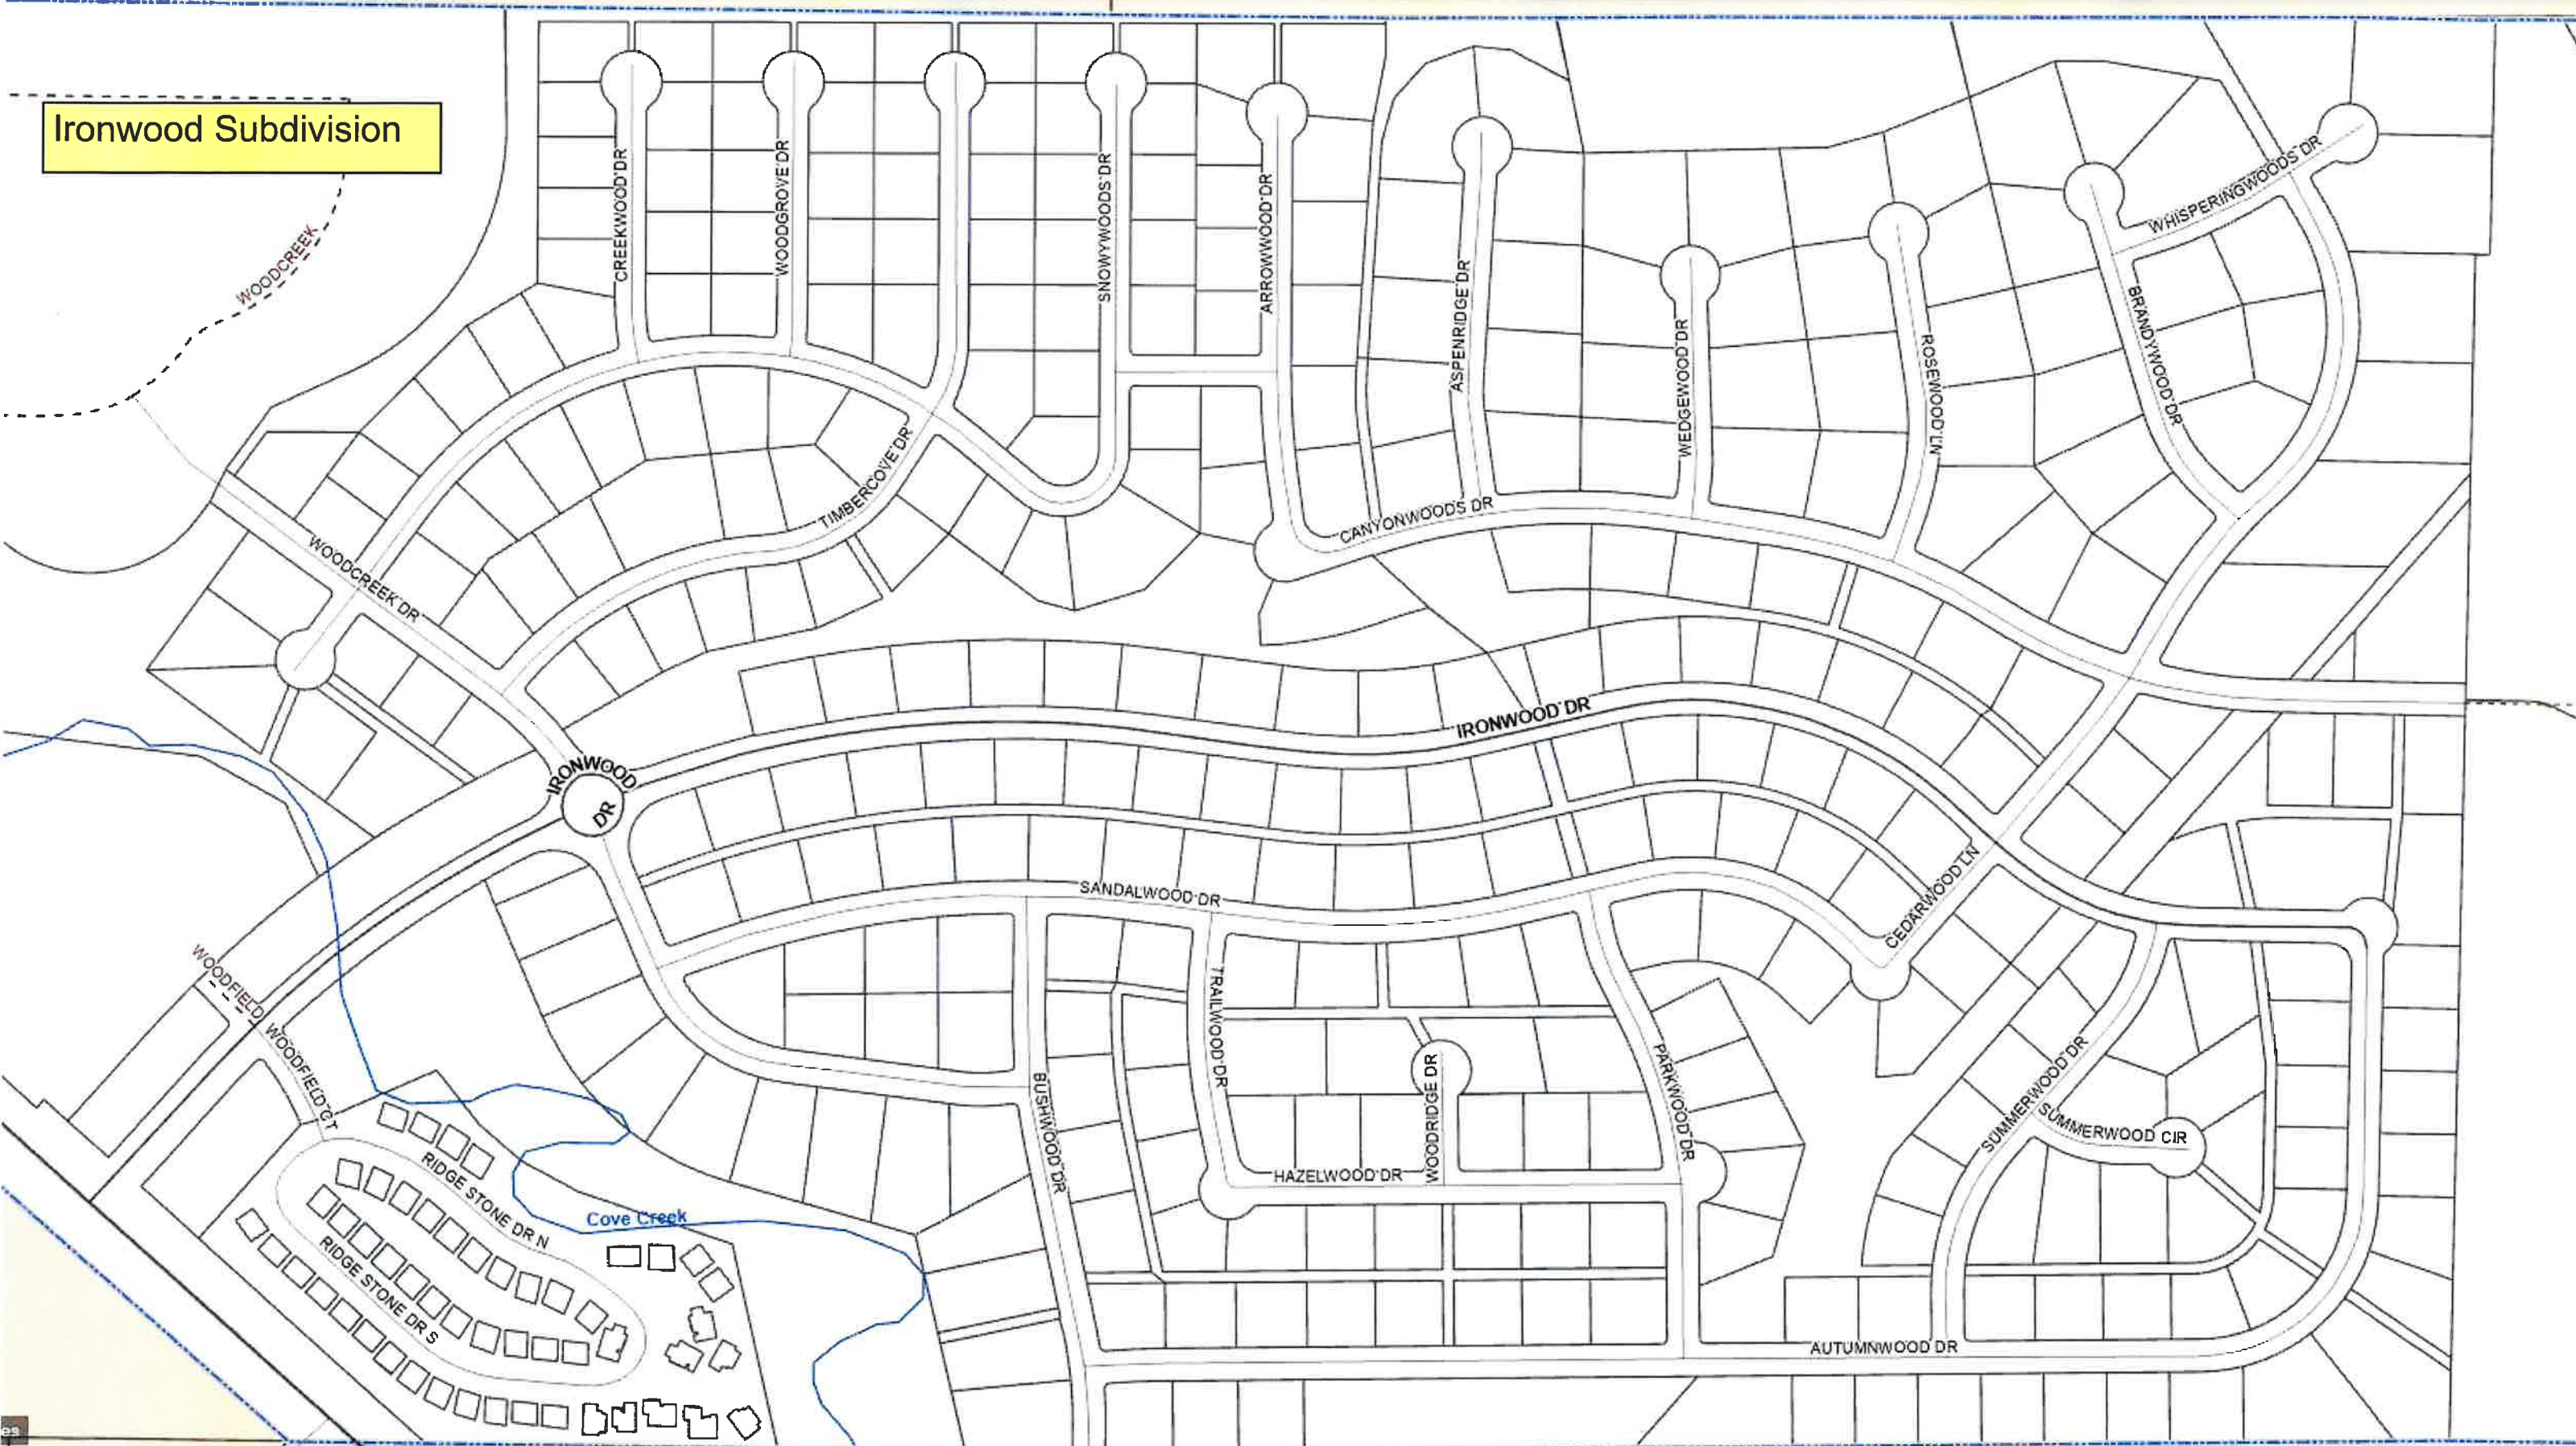 Ironwood Subdivision
WOODCREEK
CREEKWOOD DR
WOODGROVE DR
SNOWYWOODS DR
ARROWWOOD DR
ASPENRIDGE DR
WEDGEWOOD DR
ROSEWOOD LN
BRANDYWOOD DR
WHISPERINGWOODS DR
TIMBERCOVE DR
CANYONWOODS DR
WOODCREEK DR
IRONWOOD DR
IRONWOOD
DR
SANDALWOOD DR
CEDARWOOD LN
WOODFIELD
WOODFIELD CT
TRAILWOOD DR
BUSHWOOD DR
WOODRIDGE DR
PARKWOOD DR
HAZELWOOD DR
SUMMERWOOD DR
SUMMERWOOD CIR
RIDGE STONE DR N
RIDGE STONE DR S
Cove Creek
AUTUMNWOOD DR
es